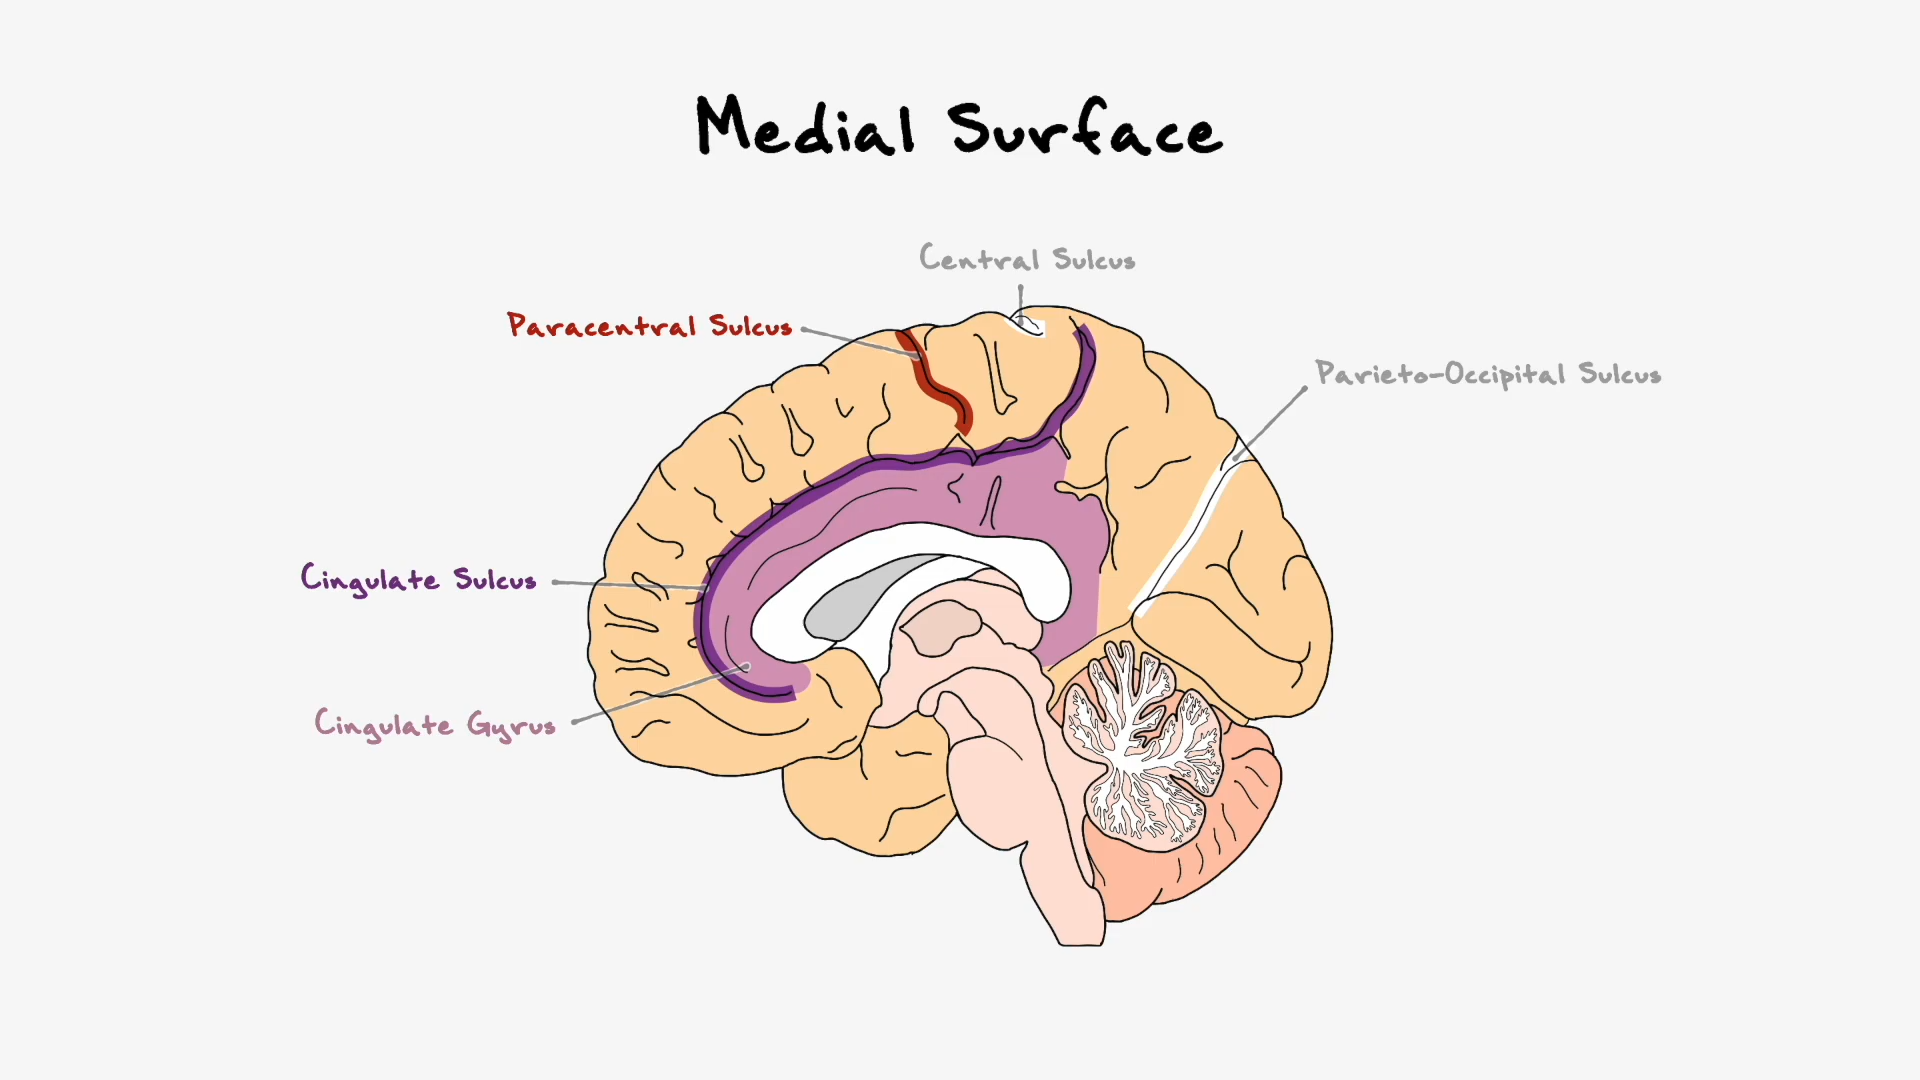 Medial Surface
Central Sulcus
Paracentral Sulcus
Parieto-Occipital Sulcus
Cingulate Sulcus
Cingulate Gyrus